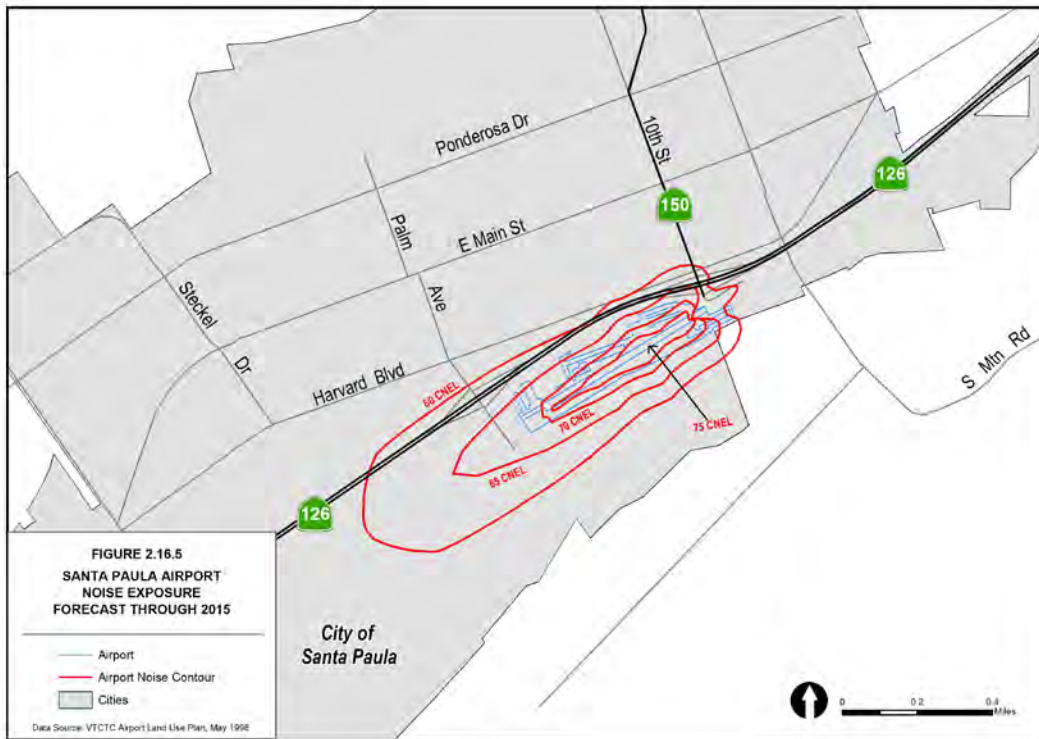 Ponderosa Dr
10th St
126
150
Palm
E Main St
Ave
Steckel
Dr
Harvard Blvd
S Mtn Rd
60 CNEL
70 CNEL
75 CNEL
65 CNEL
126
FIGURE 2.16.5
SANTA PAULA AIRPORT
NOISE EXPOSURE
FORECAST THROUGH 2015
Airport
Airport Noise Contour
Cities
Data Source: VTCTC Airport Land Use Plan, May 1998
City of
Santa Paula
0 0.2 0.4
Miles